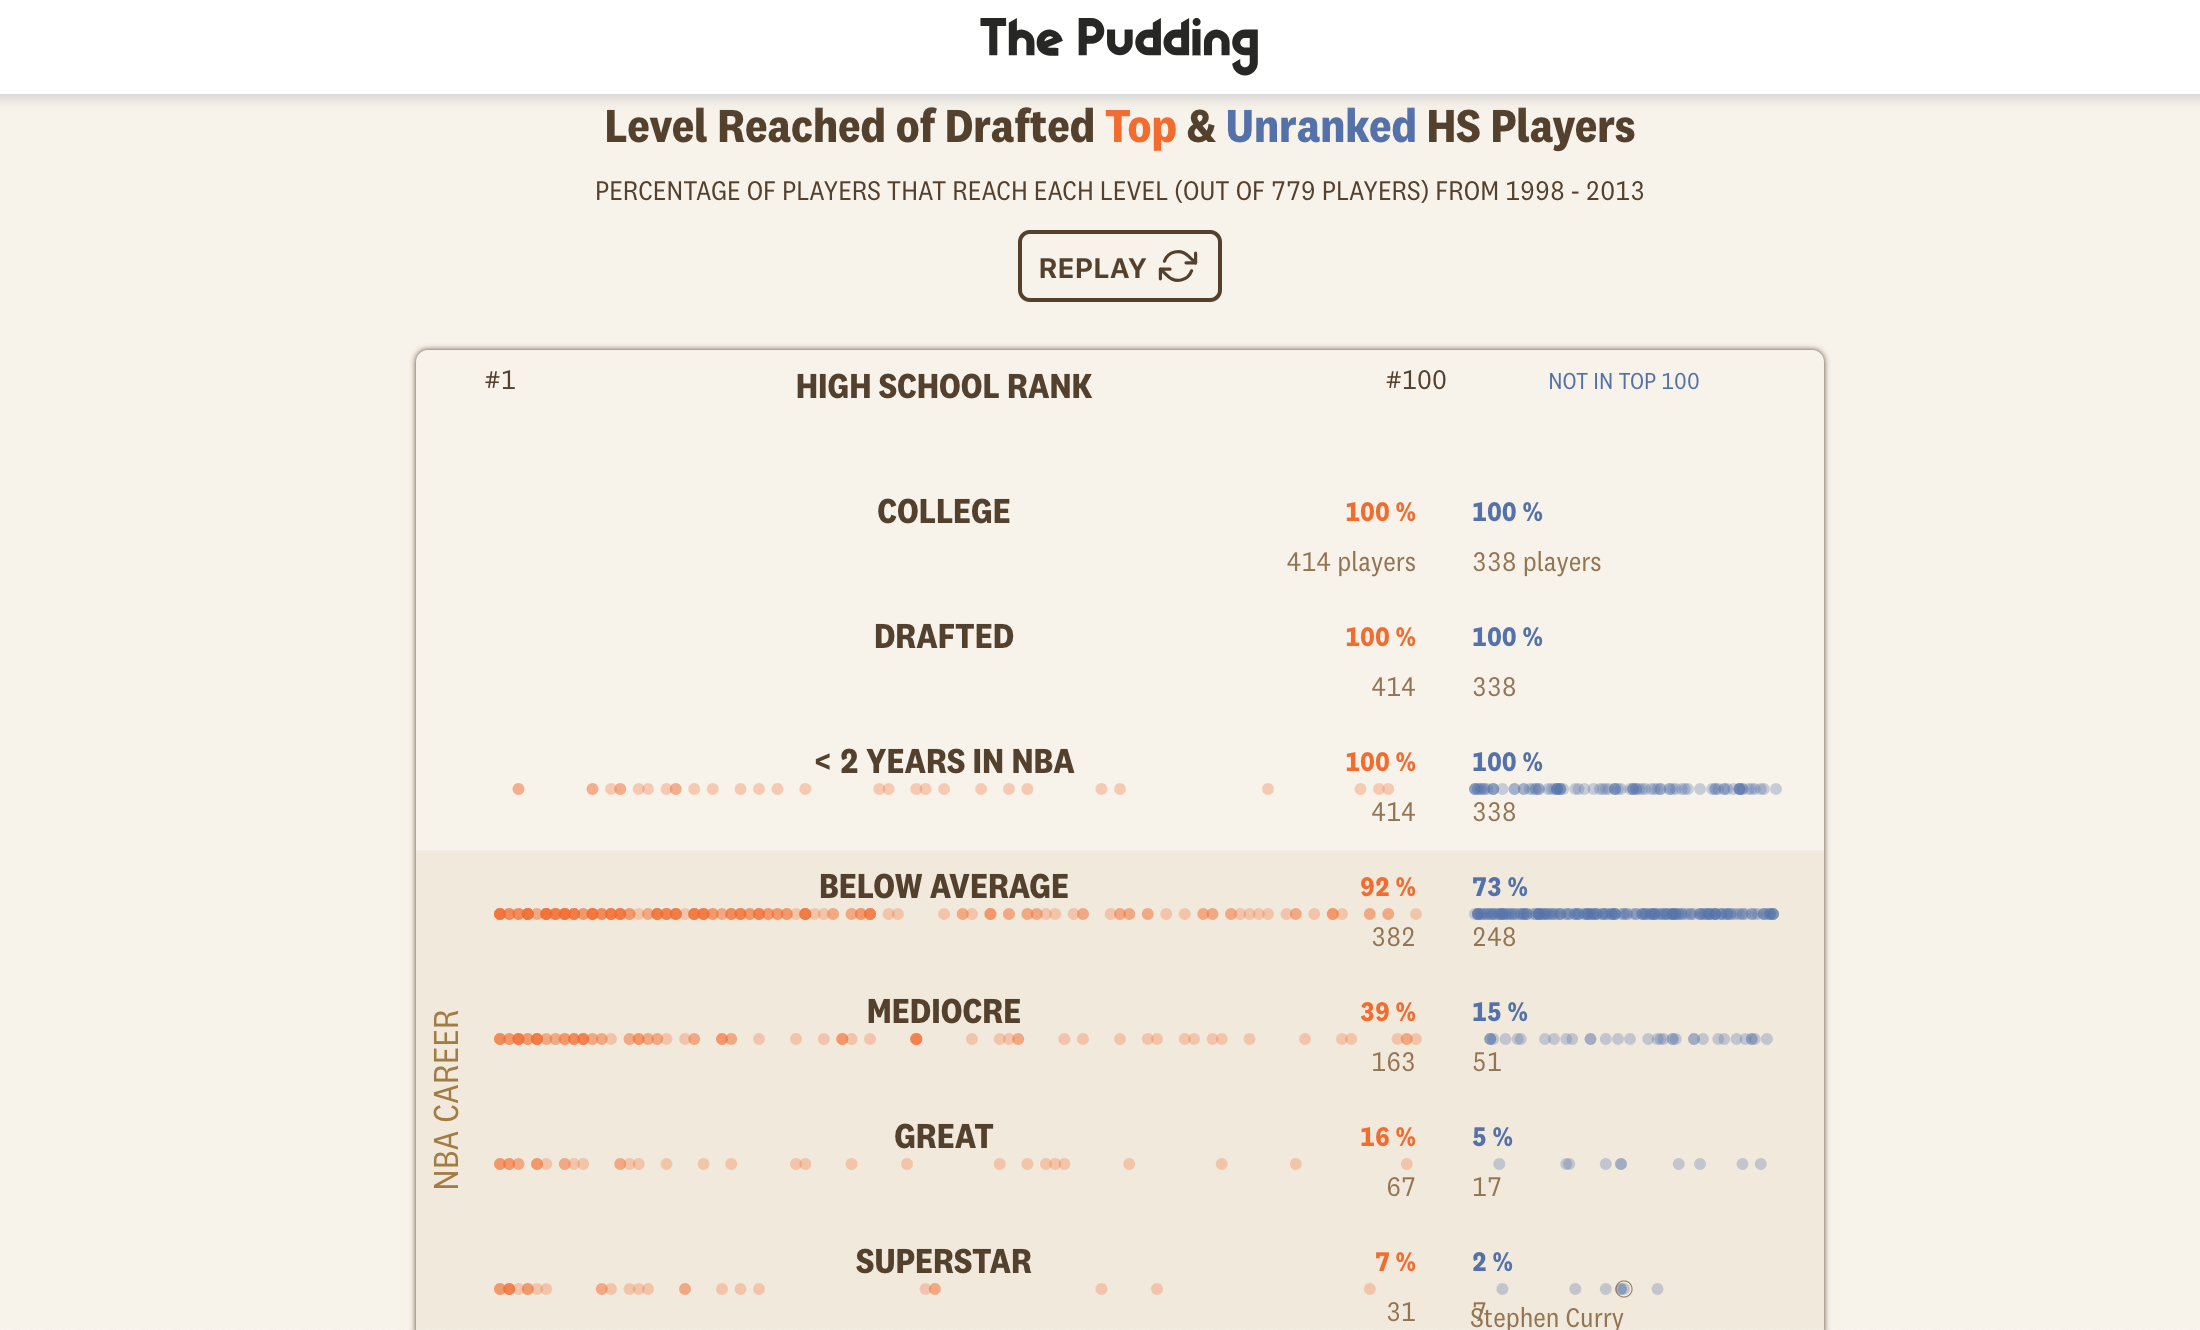 The Pudding
Level Reached of Drafted Top & Unranked HS Players
PERCENTAGE OF PLAYERS THAT REACH EACH LEVEL (OUT OF 779 PLAYERS) FROM 1998 - 2013
REPLAY
#1 HIGH SCHOOL RANK #100 NOT IN TOP 100
COLLEGE 100 % 100 %
414 players 338 players
DRAFTED 100 % 100 %
414 338
< 2 YEARS IN NBA 100 % 100 %
414 338
NBA CAREER
BELOW AVERAGE 92 % 73 %
382 248
MEDIOCRE 39 % 15 %
163 51
GREAT 16 % 5 %
67 17
SUPERSTAR 7 % 2 %
31 7
Stephen Curry